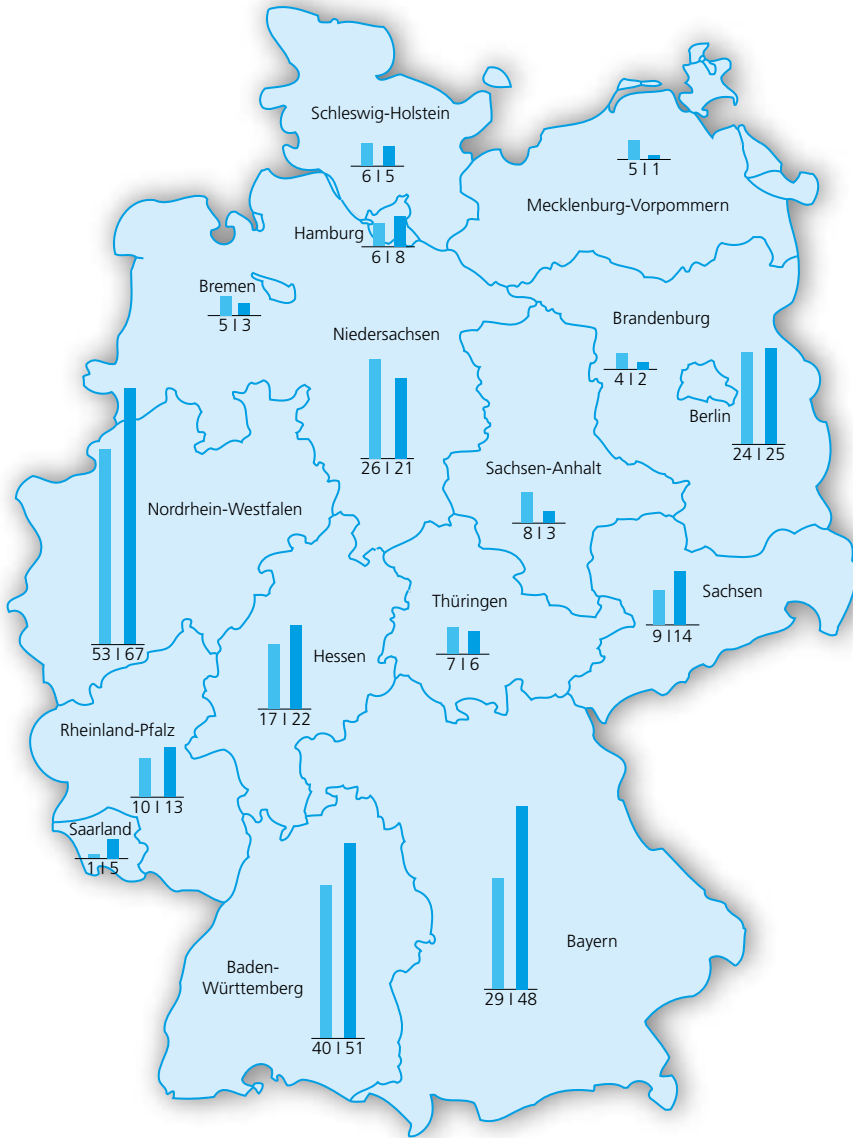 Schleswig-Holstein
6 | 5
5 | 1
Mecklenburg-Vorpommern
Hamburg
6 | 8
Bremen
5 | 3
Niedersachsen
26 | 21
Brandenburg
4 | 2
Berlin
24 | 25
Sachsen-Anhalt
8 | 3
Nordrhein-Westfalen
53 | 67
Sachsen
9 | 14
Thüringen
7 | 6
Hessen
17 | 22
Rheinland-Pfalz
10 | 13
Saarland
1 | 5
Bayern
29 | 48
Baden-
Württemberg
40 | 51